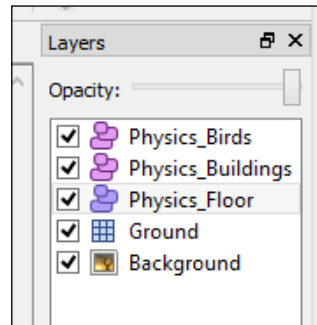 Layers
Opacity:
Physics_Birds
Physics_Buildings
Physics_Floor
Ground
Background